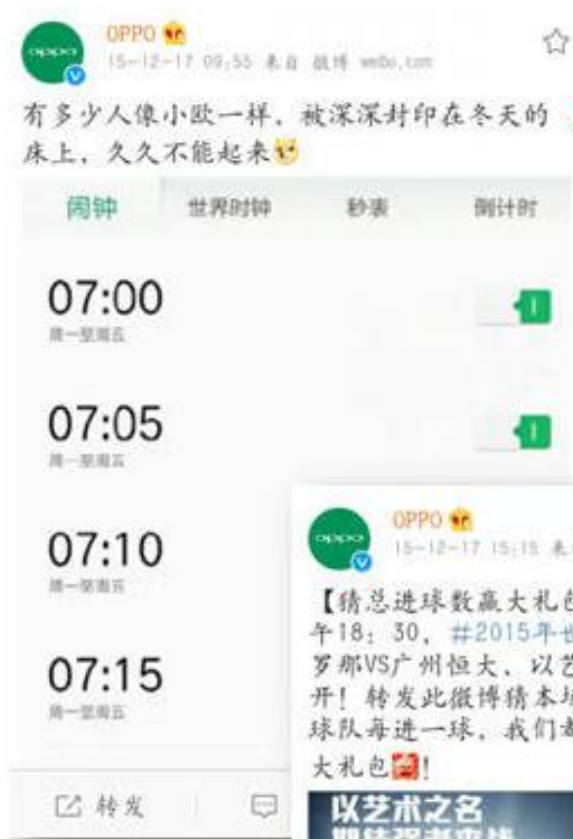 oppo
OPPO
15-12-17 09:55 来自 微博 weibo.com
有多少人像小欧一样，被深深封印在冬天的
床上，久久不能起来
闹钟 世界时钟 秒表 倒计时
07:00
周一至周五
07:05
周一至周五
07:10
周一至周五
07:15
周一至周五
转发
oppo
OPPO
15-12-17 15:15 来
【猜总进球数赢大礼包
午18：30，#2015年世
罗那VS广州恒大，以艺
开！转发此微博猜本场
球队每进一球，我们都
大礼包！
以艺术之名